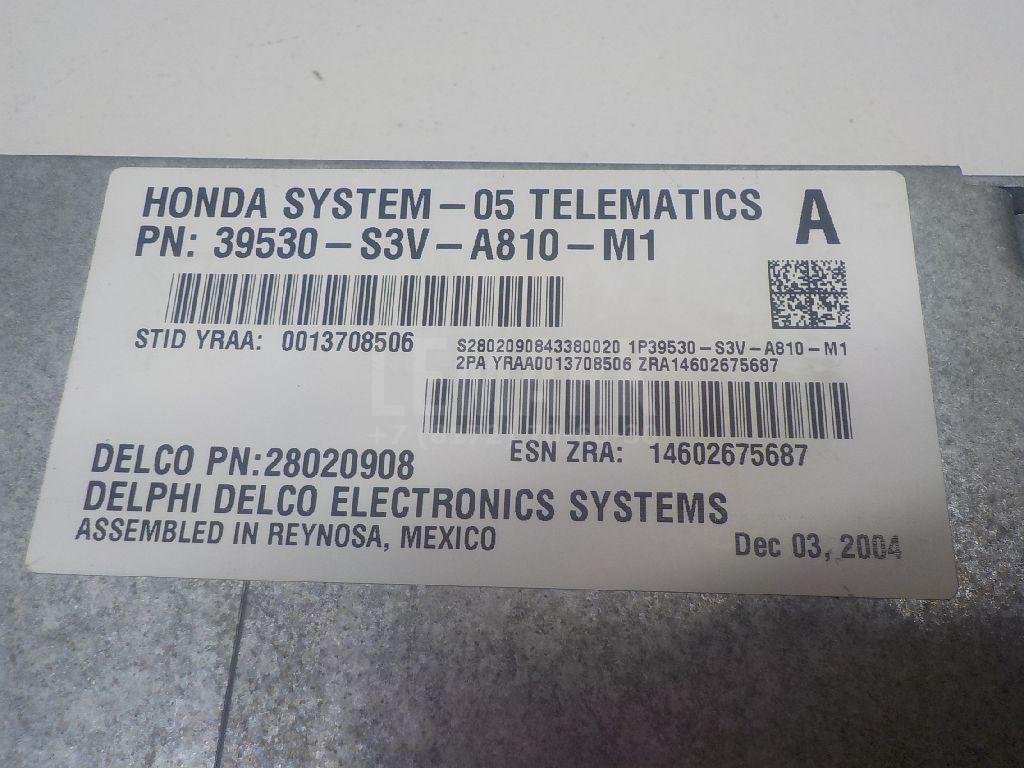 HONDA SYSTEM-05 TELEMATICS A
PN: 39530-S3V-A810-M1
STID YRAA: 0013708506
S2802090843380020 1P39530-S3V-A810-M1
2PA YRAA0013708506 ZRA14602675687
ESN ZRA: 14602675687
DELCO PN:28020908
DELPHI DELCO ELECTRONICS SYSTEMS
ASSEMBLED IN REYNOSA, MEXICO
Dec 03, 2004